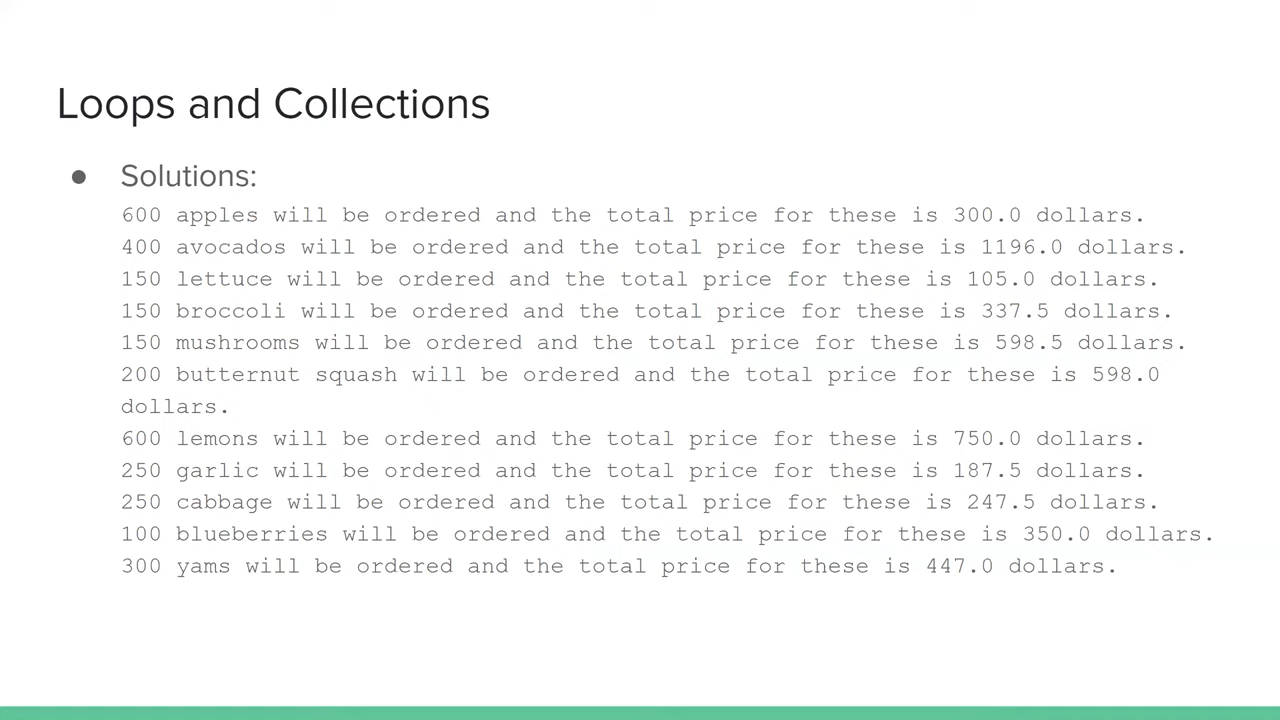 Loops and Collections
● Solutions:
600 apples will be ordered and the total price for these is 300.0 dollars.
400 avocados will be ordered and the total price for these is 1196.0 dollars.
150 lettuce will be ordered and the total price for these is 105.0 dollars.
150 broccoli will be ordered and the total price for these is 337.5 dollars.
150 mushrooms will be ordered and the total price for these is 598.5 dollars.
200 butternut squash will be ordered and the total price for these is 598.0
dollars.
600 lemons will be ordered and the total price for these is 750.0 dollars.
250 garlic will be ordered and the total price for these is 187.5 dollars.
250 cabbage will be ordered and the total price for these is 247.5 dollars.
100 blueberries will be ordered and the total price for these is 350.0 dollars.
300 yams will be ordered and the total price for these is 447.0 dollars.